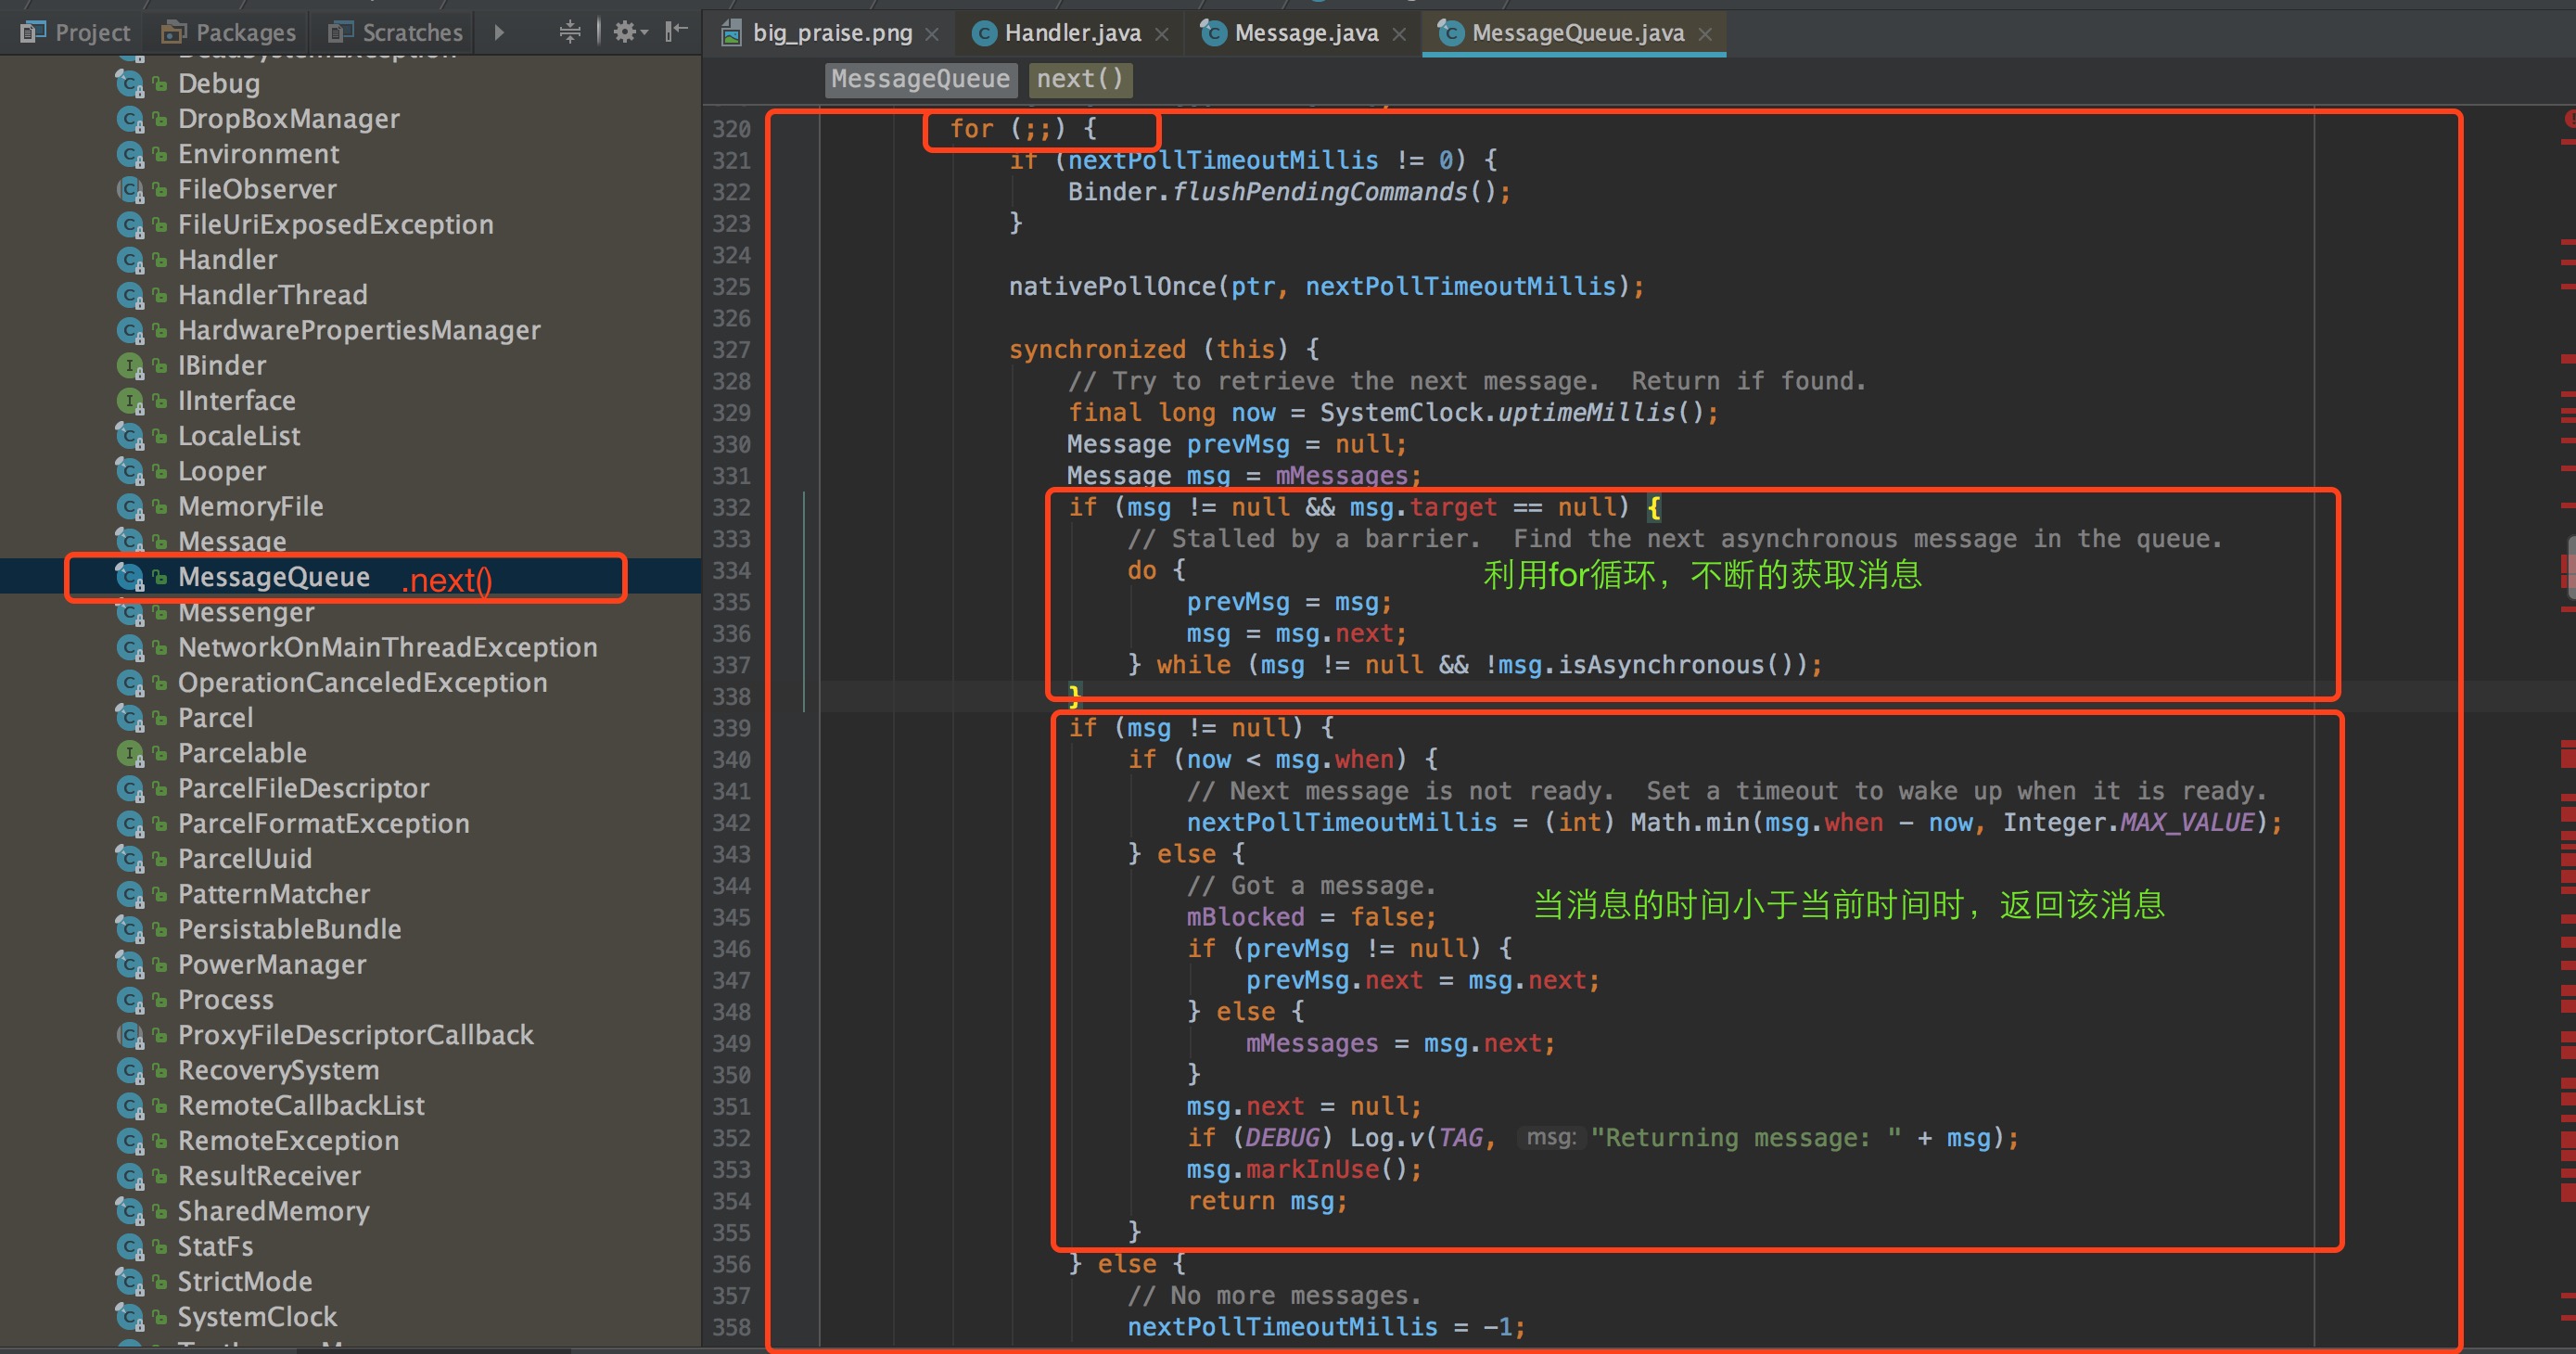 Project Packages Scratches
big_praise.png Handler.java Message.java MessageQueue.java
MessageQueue next()
Debug
DropBoxManager
Environment
FileObserver
FileUriExposedException
Handler
HandlerThread
HardwarePropertiesManager
IBinder
IInterface
LocaleList
Looper
MemoryFile
Message
MessageQueue .next()
Messenger
NetworkOnMainThreadException
OperationCanceledException
Parcel
Parcelable
ParcelFileDescriptor
ParcelFormatException
ParcelUuid
PatternMatcher
PersistableBundle
PowerManager
Process
ProxyFileDescriptorCallback
RecoverySystem
RemoteCallbackList
RemoteException
ResultReceiver
SharedMemory
StatFs
StrictMode
SystemClock
320 for (;;) {
321 if (nextPollTimeoutMillis != 0) {
322 Binder.flushPendingCommands();
323 }
324
325 nativePollOnce(ptr, nextPollTimeoutMillis);
326
327 synchronized (this) {
328 // Try to retrieve the next message.  Return if found.
329 final long now = SystemClock.uptimeMillis();
330 Message prevMsg = null;
331 Message msg = mMessages;
332 if (msg != null && msg.target == null) {
333 // Stalled by a barrier.  Find the next asynchronous message in the queue.
334 do {
利用for循环，不断的获取消息
335 prevMsg = msg;
336 msg = msg.next;
337 } while (msg != null && !msg.isAsynchronous());
338 }
339 if (msg != null) {
340 if (now < msg.when) {
341 // Next message is not ready.  Set a timeout to wake up when it is ready.
342 nextPollTimeoutMillis = (int) Math.min(msg.when - now, Integer.MAX_VALUE);
343 } else {
344 // Got a message.
当消息的时间小于当前时间时，返回该消息
345 mBlocked = false;
346 if (prevMsg != null) {
347 prevMsg.next = msg.next;
348 } else {
349 mMessages = msg.next;
350 }
351 msg.next = null;
352 if (DEBUG) Log.v(TAG, msg: "Returning message: " + msg);
353 msg.markInUse();
354 return msg;
355 }
356 } else {
357 // No more messages.
358 nextPollTimeoutMillis = -1;